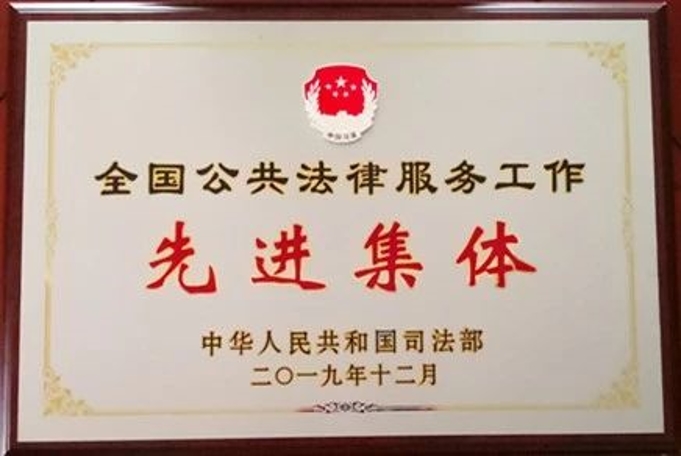 全国公共法律服务工作
先进集体
中华人民共和国司法部
二〇一九年十二月